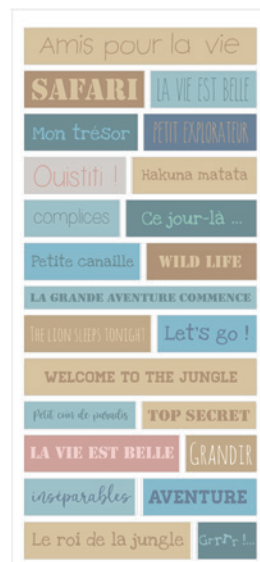 Amis pour la vie
SAFARI LA VIE EST BELLE
Mon trésor PETIT EXPLORATEUR
Ouistiti ! Hakuna matata
complices Ce jour-là ...
Petite canaille WILD LIFE
LA GRANDE AVENTURE COMMENCE
THE LION SLEEPS TONIGHT Let's go !
WELCOME TO THE JUNGLE
Petit coin de paradis TOP SECRET
LA VIE EST BELLE GRANDIR
inséparables AVENTURE
Le roi de la jungle Grrrr !...